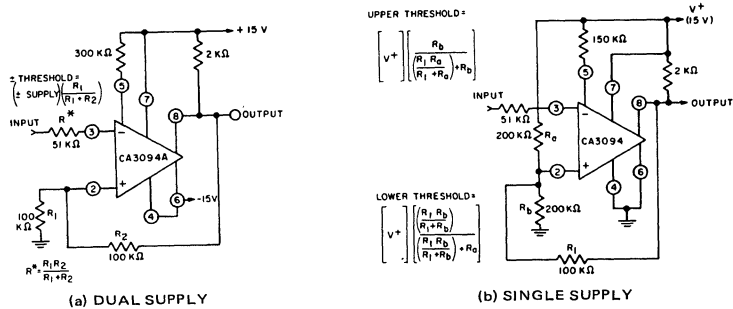 + 15 V
300 KΩ
2 KΩ
± THRESHOLD =
(± SUPPLY)(R1/(R1 + R2))
5
7
8
OUTPUT
INPUT
R*
51 KΩ
3
−
CA3094A
2
+
6
−15V
4
100 KΩ
R1
R2
100 KΩ
R* = R1R2/(R1 + R2)
(a) DUAL SUPPLY
UPPER THRESHOLD =
[V+] [Rb/((R1 Ra/(R1 + Ra)) + Rb)]
V+
(15 V)
150 KΩ
5
7
2 KΩ
8
OUTPUT
INPUT
51 KΩ
3
−
200 KΩ
Ra
CA3094
2
+
4
6
LOWER THRESHOLD =
[V+] [(R1 Rb/(R1 + Rb))/((R1 Rb/(R1 + Rb)) + Ra)]
Rb
200 KΩ
R1
100 KΩ
(b) SINGLE SUPPLY